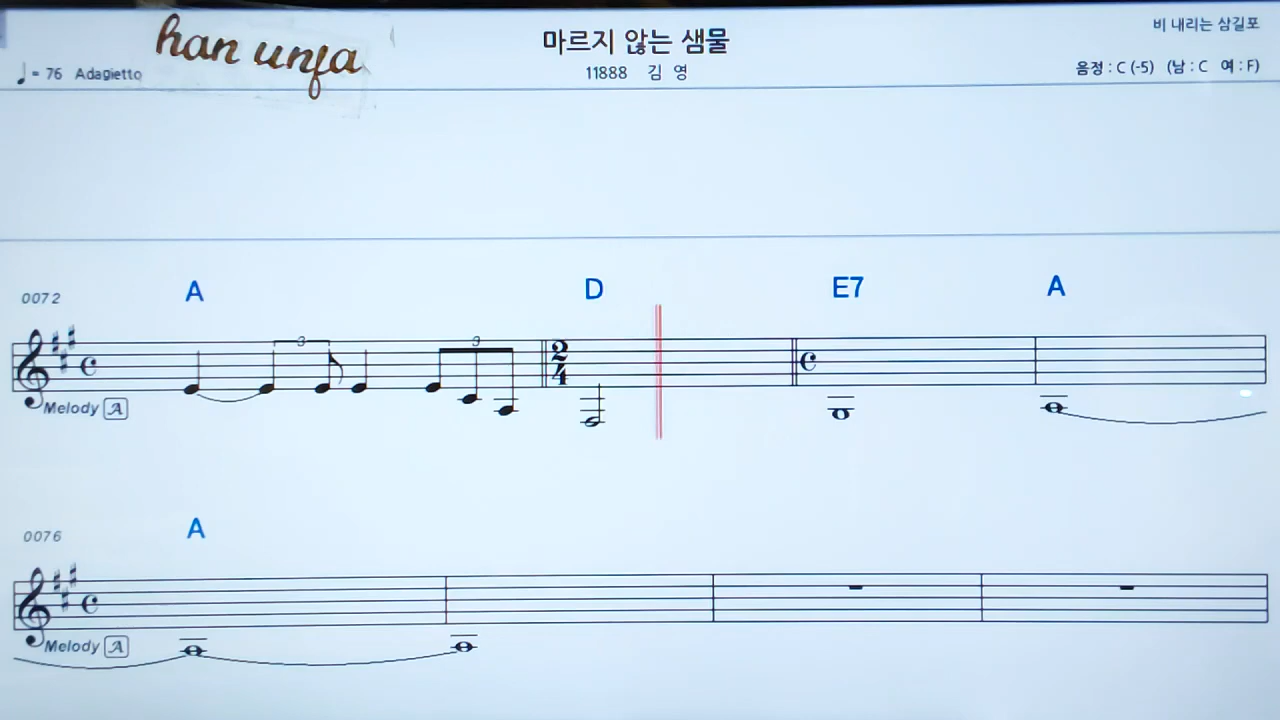 마르지 않는 샘물
비 내리는 삼길포
han unfa
♩= 76 Adagietto
11888 김 영
음정 : C (-5) (남 : C 여 : F)
0072
A D E7 A
3 3
2
4
Melody A
0076
A
Melody A